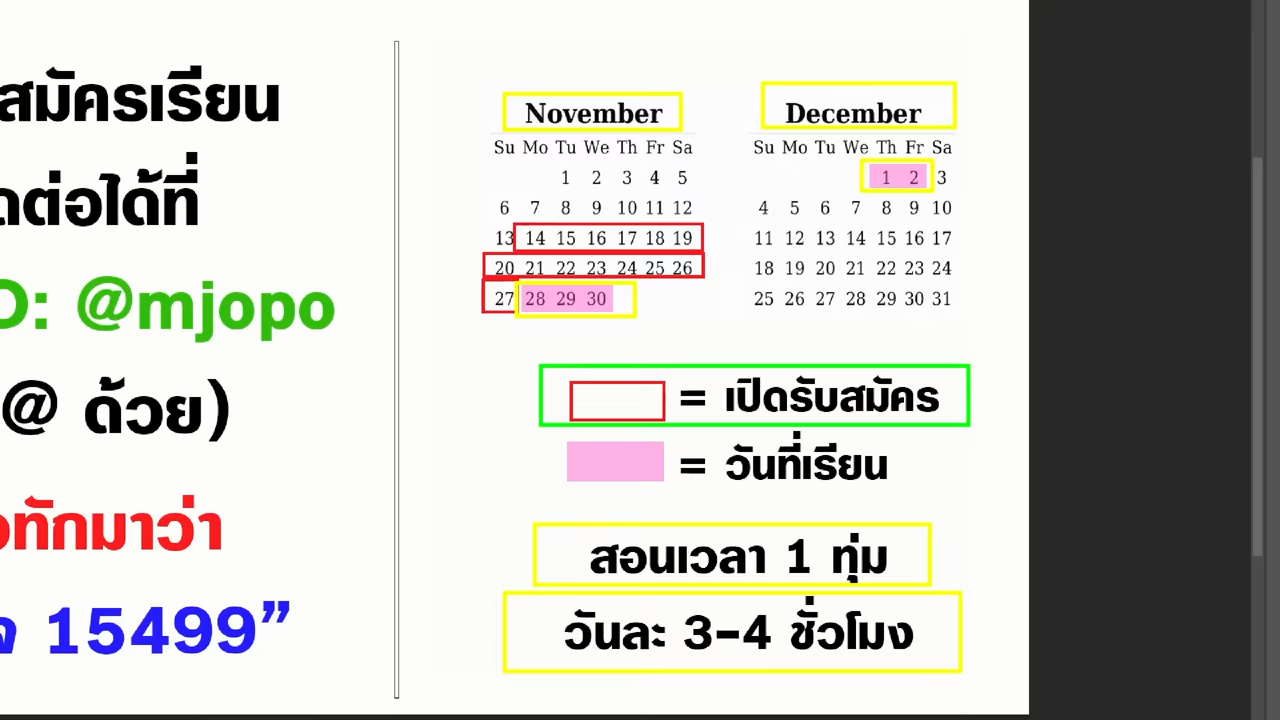 สมัครเรียน
ต่อได้ที่
D: @mjopo
@ ด้วย)
ทักมาว่า
15499”
November
Su Mo Tu We Th Fr Sa
1 2 3 4 5
6 7 8 9 10 11 12
13 14 15 16 17 18 19
20 21 22 23 24 25 26
27 28 29 30
December
Su Mo Tu We Th Fr Sa
1 2 3
4 5 6 7 8 9 10
11 12 13 14 15 16 17
18 19 20 21 22 23 24
25 26 27 28 29 30 31
= เปิดรับสมัคร
= วันที่เรียน
สอนเวลา 1 ทุ่ม
วันละ 3-4 ชั่วโมง